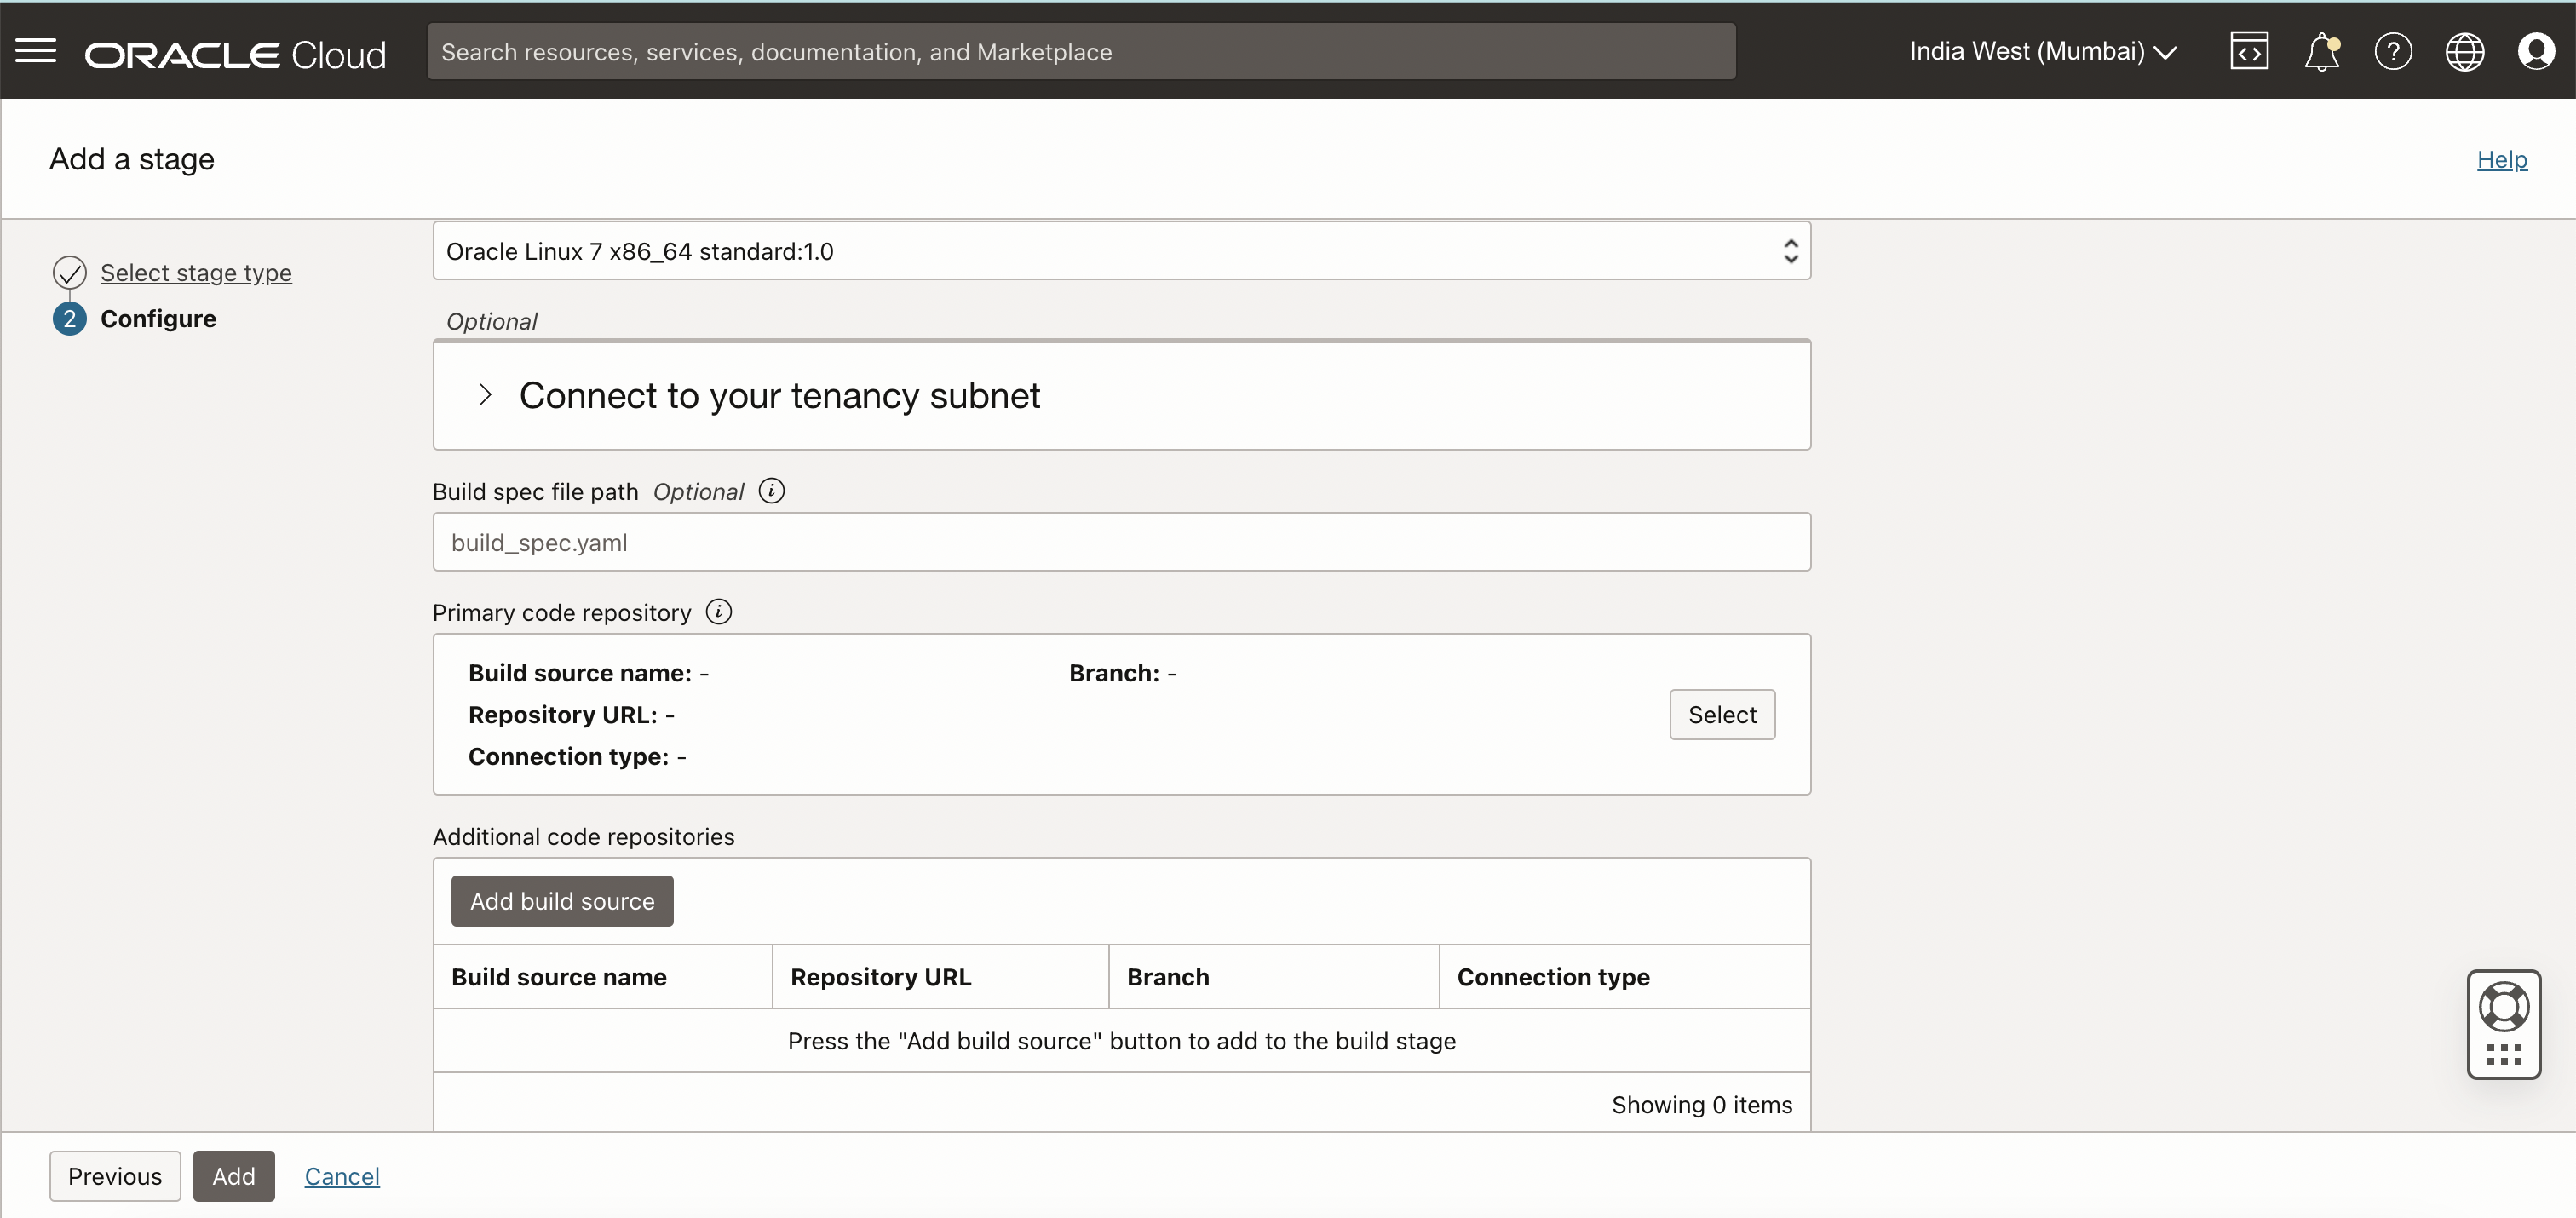 ORACLE Cloud
Search resources, services, documentation, and Marketplace
India West (Mumbai)
Add a stage
Help
Select stage type
2 Configure
Oracle Linux 7 x86_64 standard:1.0
Optional
Connect to your tenancy subnet
Build spec file path Optional
build_spec.yaml
Primary code repository
Build source name: -
Branch: -
Repository URL: -
Connection type: -
Select
Additional code repositories
Add build source
Build source name Repository URL Branch Connection type
Press the "Add build source" button to add to the build stage
Showing 0 items
Previous Add Cancel